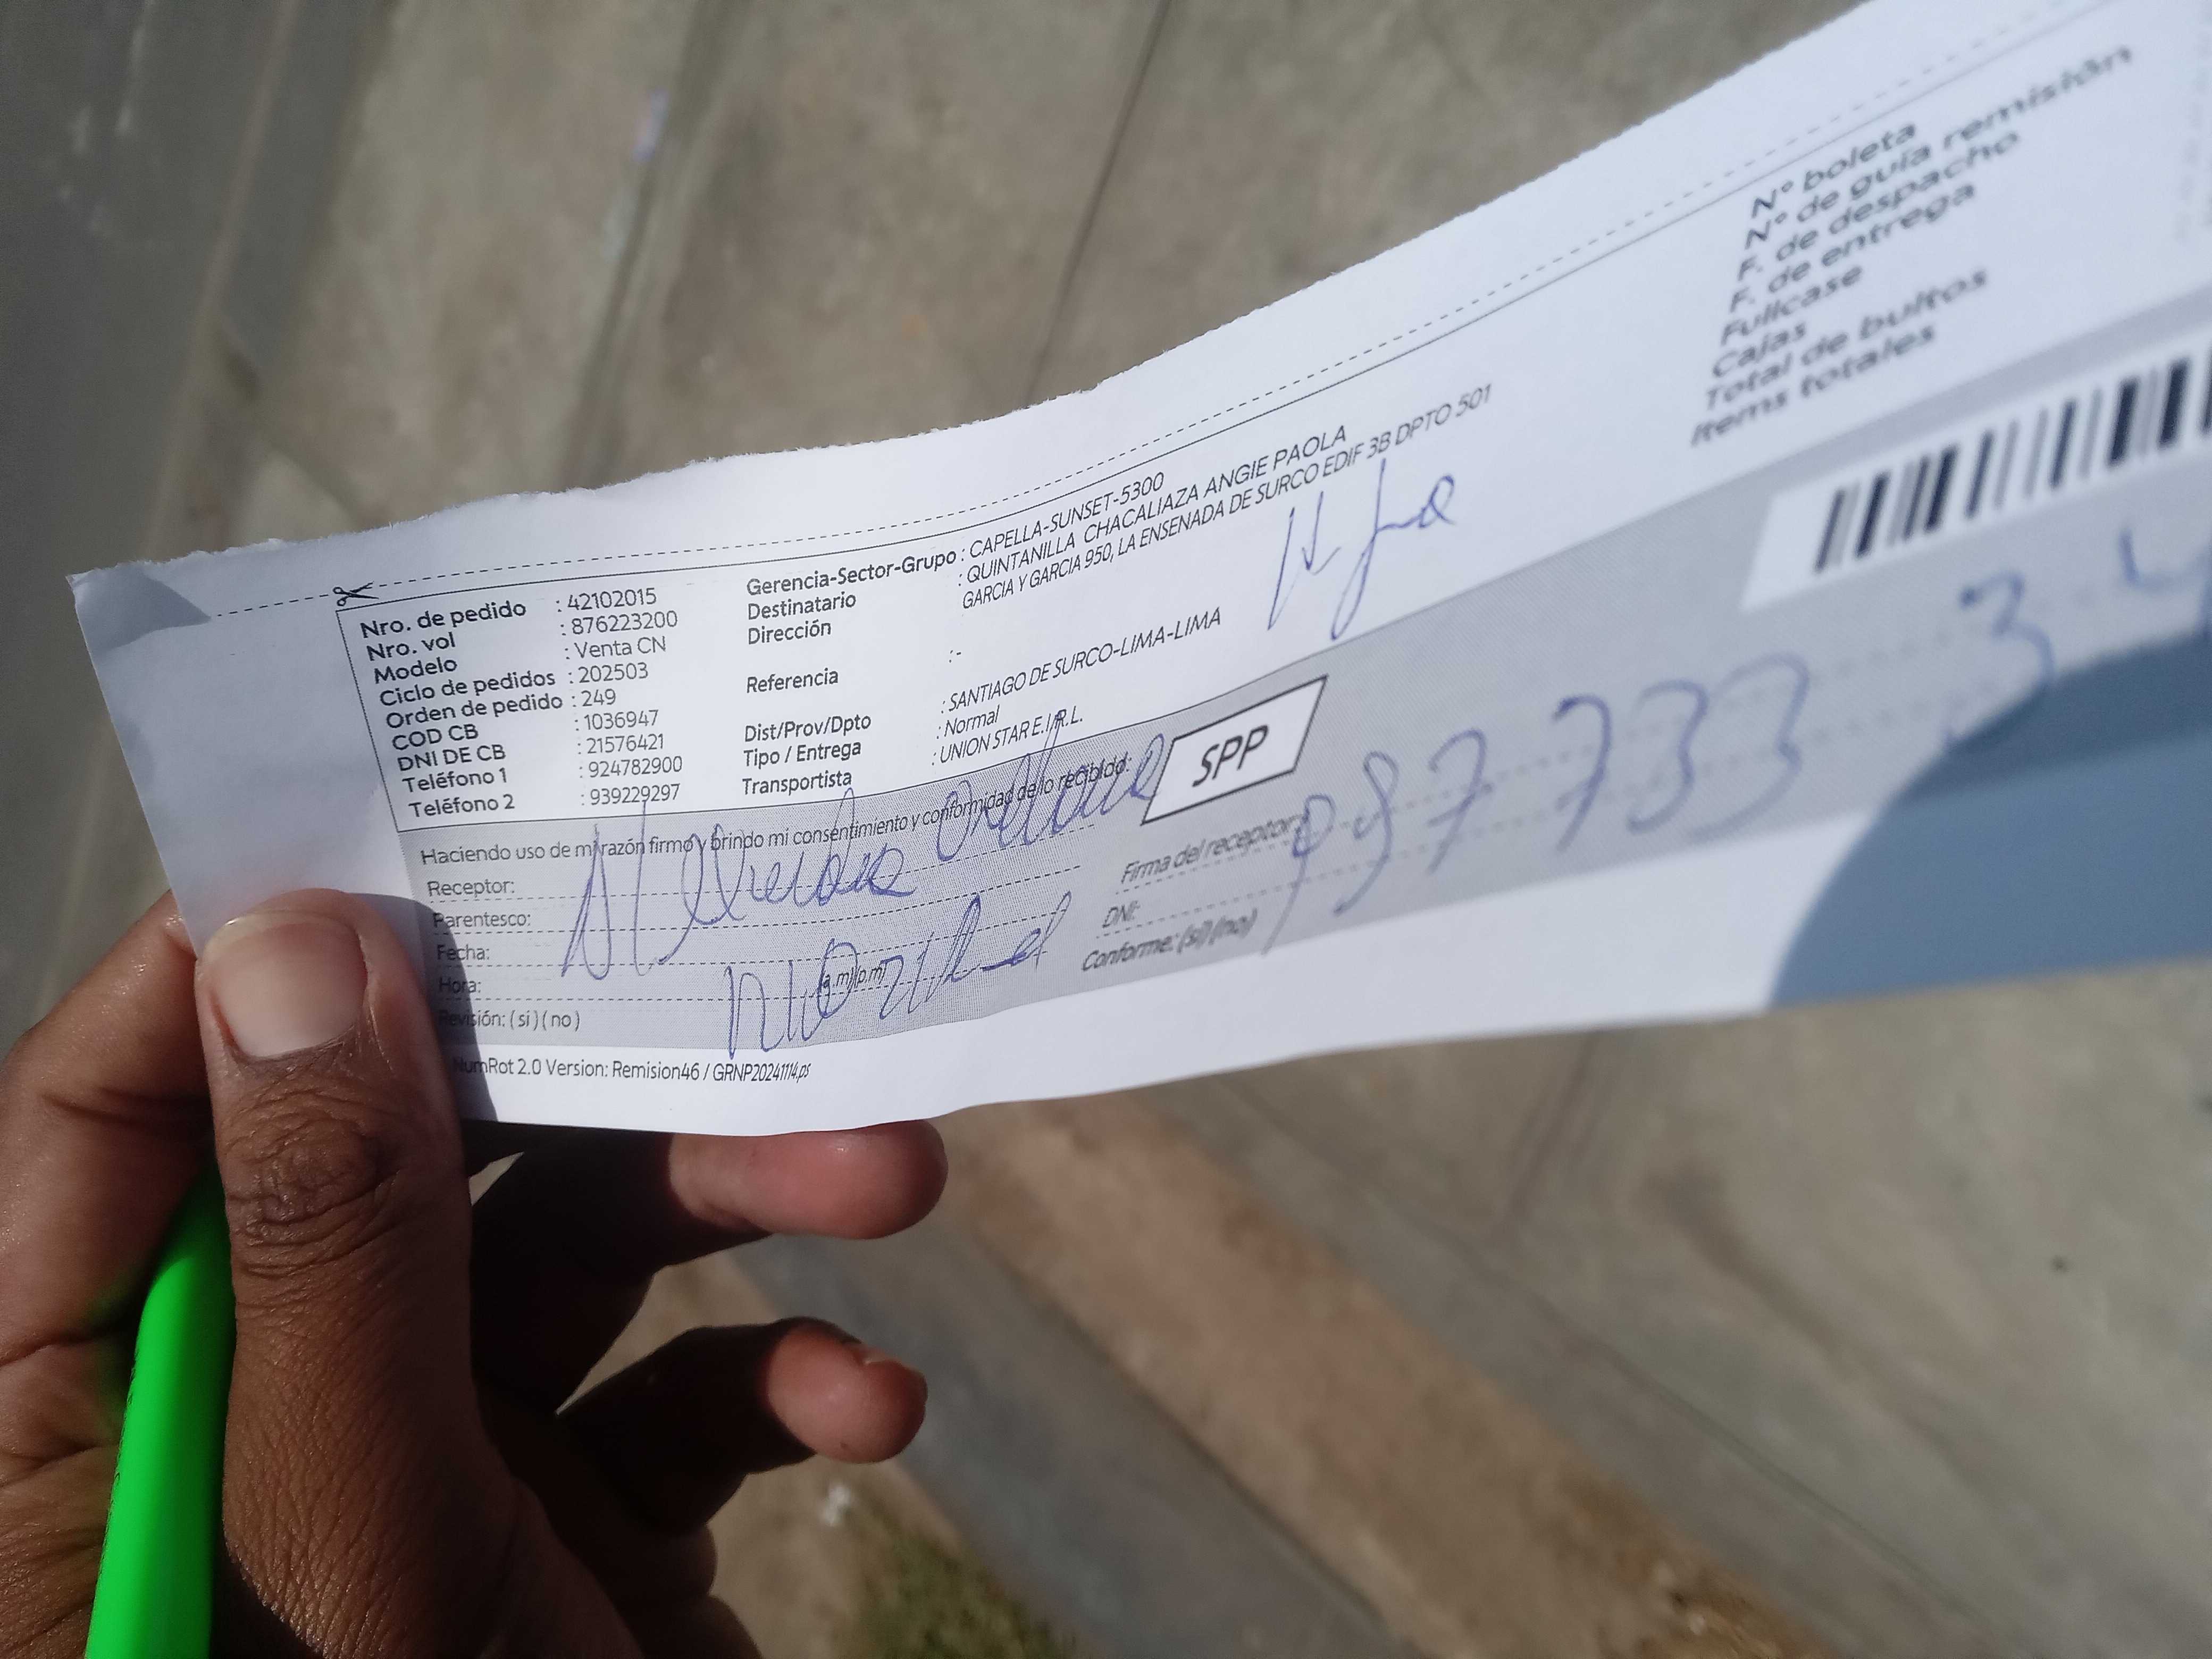 Nro. de pedido : 42102015
Nro. vol : 876223200
Modelo : Venta CN
Ciclo de pedidos : 202503
Orden de pedido : 249
COD CB : 1036947
DNI DE CB : 21576421
Teléfono 1 : 924782900
Teléfono 2 : 939229297
Gerencia-Sector-Grupo : CAPELLA-SUNSET-5300
Destinatario : QUINTANILLA CHACALIAZA ANGIE PAOLA
Dirección GARCIA Y GARCIA 950, LA ENSENADA DE SURCO EDIF 3B DPTO 501
Referencia :-
Dist/Prov/Dpto : SANTIAGO DE SURCO-LIMA-LIMA
Tipo / Entrega : Normal
Transportista : UNION STAR E.I.R.L.
Nº boleta
Nº de guía remisión
F. de despacho
F. de entrega
Fullcase
Cajas
Total de bultos
Items totales
Haciendo uso de mi razón firmo y brindo mi consentimiento y conformidad de lo recibido:
SPP
Receptor:
Parentesco:
Fecha:
Hora: (a.m)(p.m)
Revisión: ( si ) ( no )
Firma del receptor:
DNI:
Conforme: (si) (no)
NumRot 2.0 Version: Remision46 / GRNP20241114.ps